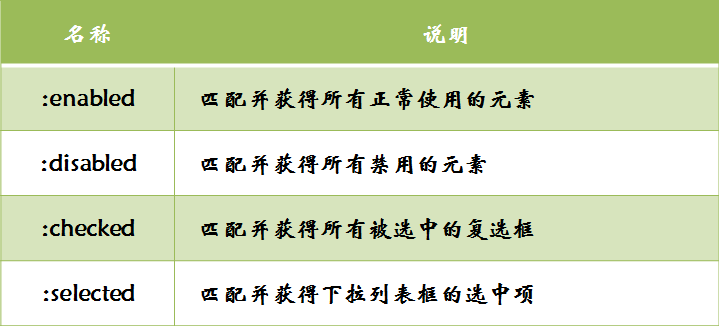 名称 说明
:enabled 匹配并获得所有正常使用的元素
:disabled 匹配并获得所有禁用的元素
:checked 匹配并获得所有被选中的复选框
:selected 匹配并获得下拉列表框的选中项